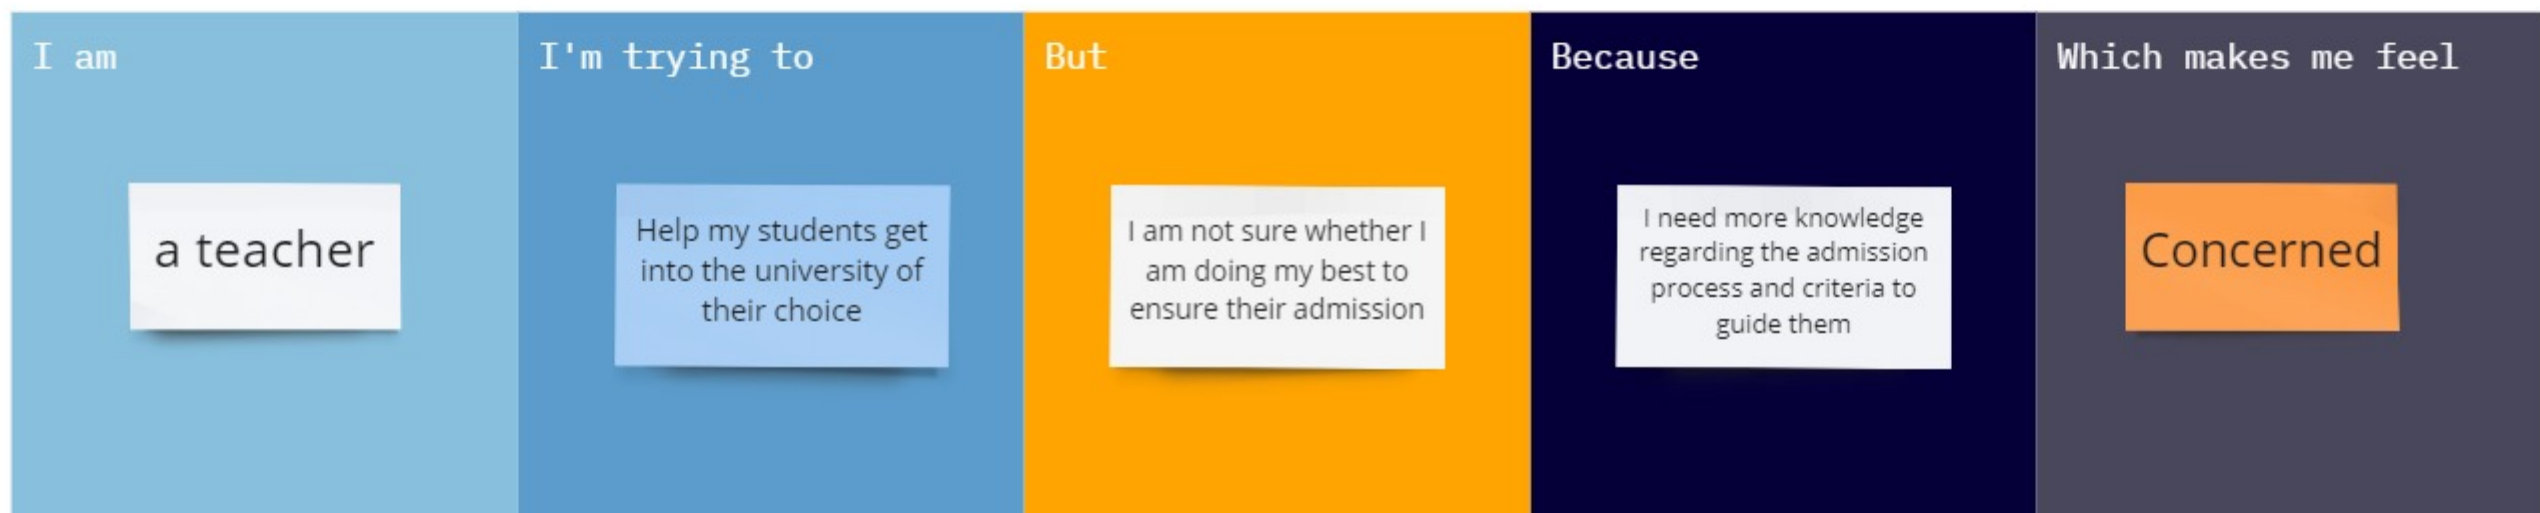 I am
a teacher
I'm trying to
Help my students get
into the university of
their choice
But
I am not sure whether I
am doing my best to
ensure their admission
Because
I need more knowledge
regarding the admission
process and criteria to
guide them
Which makes me feel
Concerned